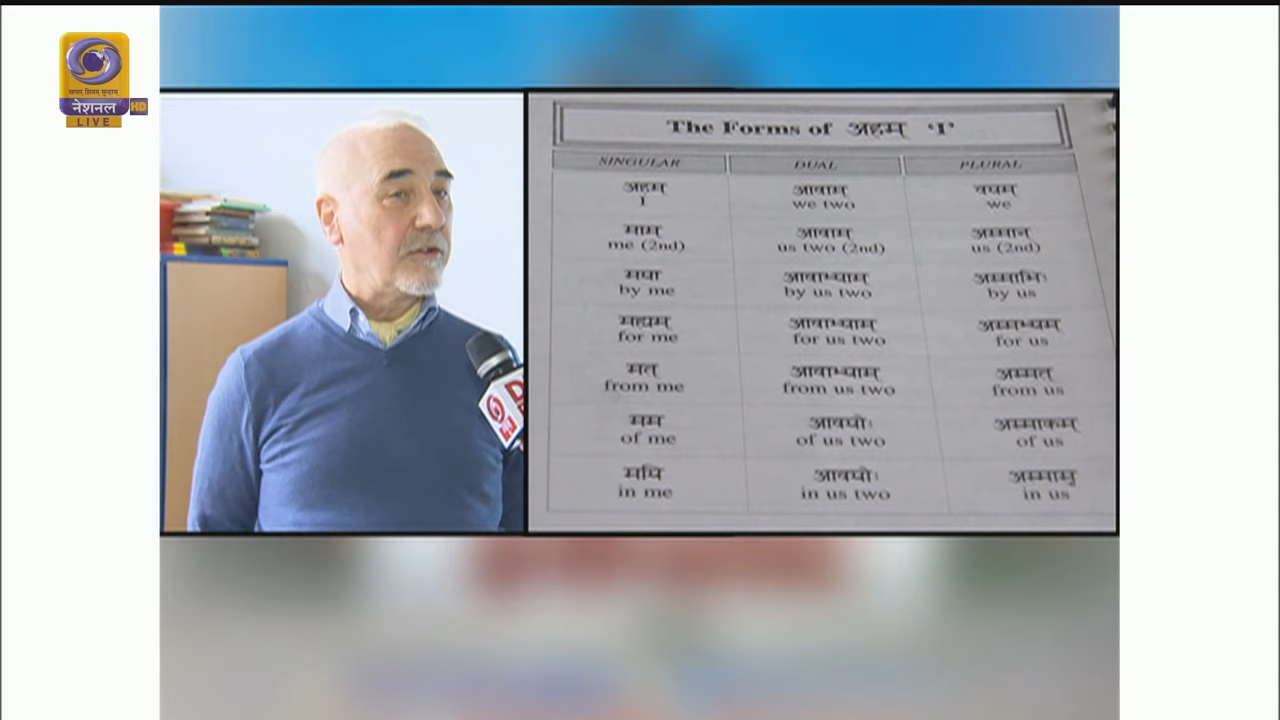 सत्यम् शिवम् सुन्दरम्
नेशनल HD
LIVE
The Forms of अहम् 'I'
SINGULAR DUAL PLURAL
अहम् आवाम् वयम्
I we two we
माम् आवाम् अस्मान्
me (2nd) us two (2nd) us (2nd)
मया आवाभ्याम् अस्माभिः
by me by us two by us
मह्यम् आवाभ्याम् अस्मभ्यम्
for me for us two for us
मत् आवाभ्याम् अस्मत्
from me from us two from us
मम आवयोः अस्माकम्
of me of us two of us
मयि आवयोः अस्मासु
in me in us two in us